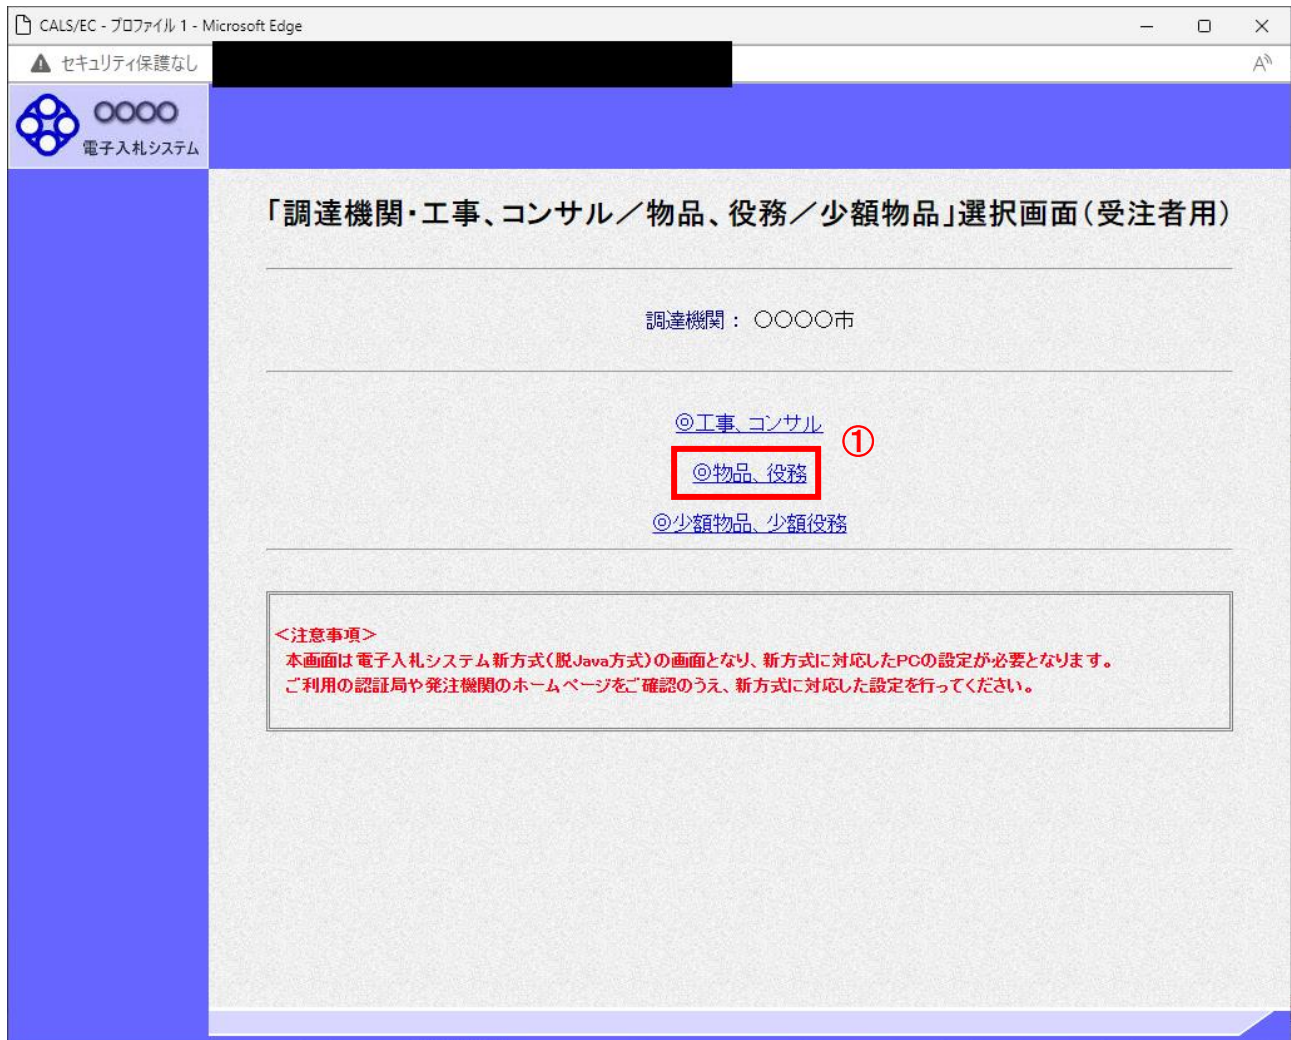 CALS/EC - プロファイル 1 - Microsoft Edge
セキュリティ保護なし
〇〇〇〇
電子入札システム
「調達機関・工事、コンサル／物品、役務／少額物品」選択画面（受注者用）
調達機関： 〇〇〇〇市
◎工事、コンサル
①
◎物品、役務
◎少額物品、少額役務
＜注意事項＞
本画面は電子入札システム新方式（脱Java方式）の画面となり、新方式に対応したPCの設定が必要となります。
ご利用の認証局や発注機関のホームページをご確認のうえ、新方式に対応した設定を行ってください。